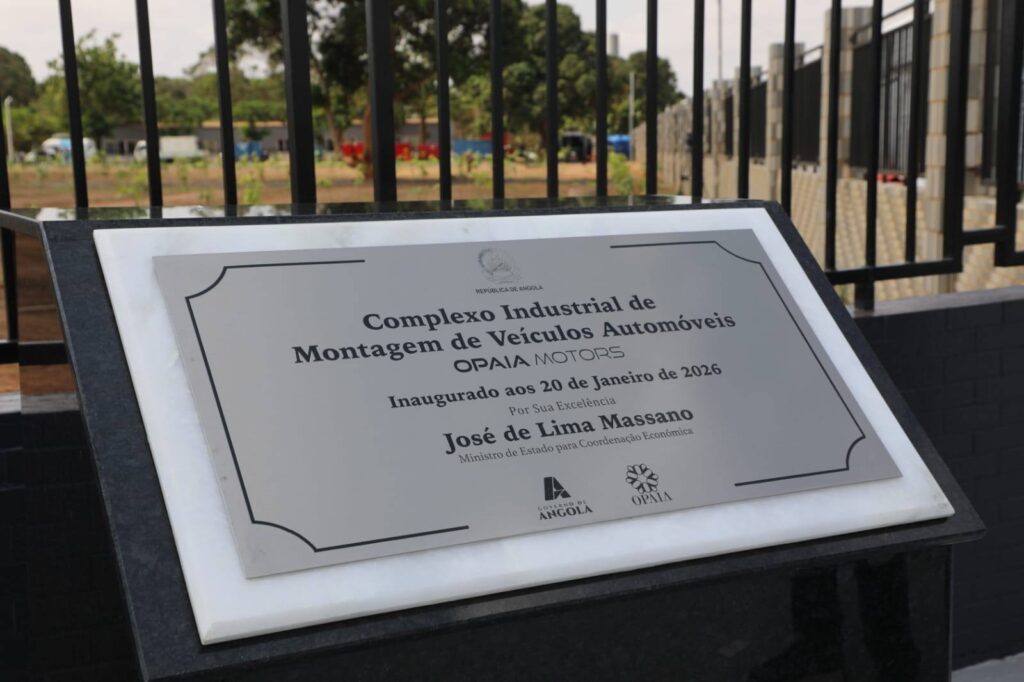 REPÚBLICA DE ANGOLA
Complexo Industrial de
Montagem de Veículos Automóveis
OPAIA MOTORS
Inaugurado aos 20 de Janeiro de 2026
Por Sua Excelência
José de Lima Massano
Ministro de Estado para Coordenação Económica
GOVERNO DE
ANGOLA
OPAIA